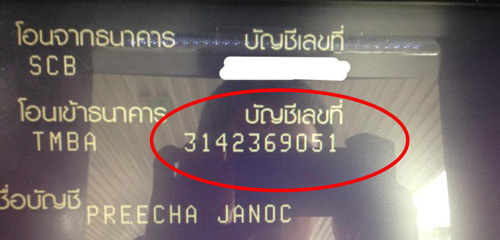 โอนจากธนาคาร บัญชีเลขที่
SCB
โอนเข้าธนาคาร บัญชีเลขที่
TMBA 3142369051
ชื่อบัญชี PREECHA JANOC